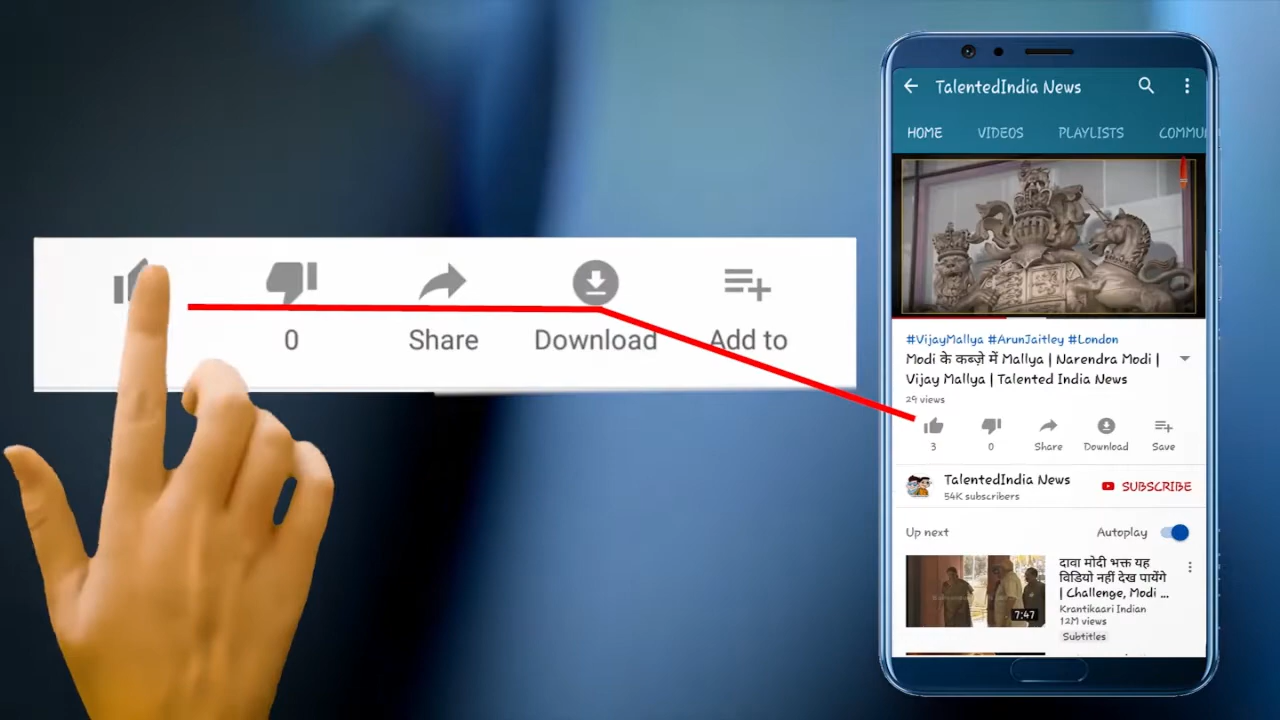 TalentedIndia News
HOME VIDEOS PLAYLISTS COMMU
0 Share Download Add to
#VijayMallya #ArunJaitley #London
Modi के कब्ज़े में Mallya | Narendra Modi |
Vijay Mallya | Talented India News
29 views
3 0 Share Download Save
TalentedIndia News
54K subscribers
SUBSCRIBE
Up next Autoplay
7:47
दावा मोदी भक्त यह
विडियो नहीं देख पायेंगे
| Challenge, Modi ...
Krantikaari Indian
12M views
Subtitles